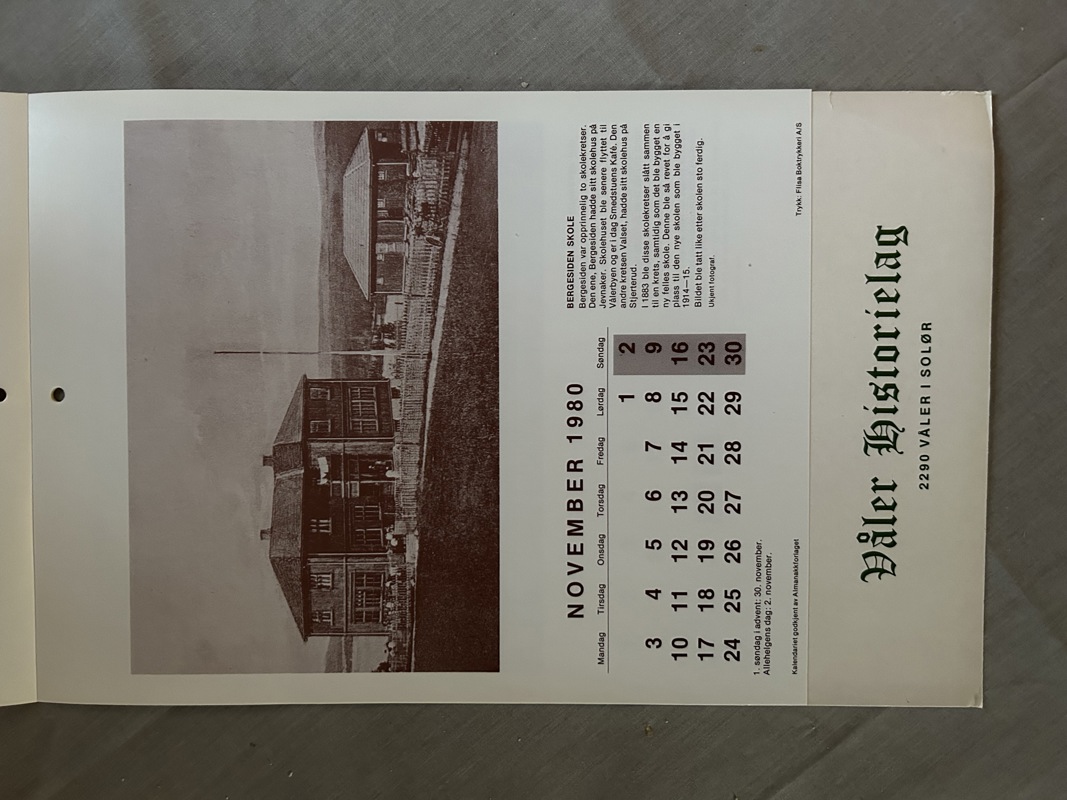 NOVEMBER 1980
Mandag Tirsdag Onsdag Torsdag Fredag Lørdag Søndag
1 2
3 4 5 6 7 8 9
10 11 12 13 14 15 16
17 18 19 20 21 22 23
24 25 26 27 28 29 30
1. søndag i advent: 30. november.
Allehelgens dag: 2. november.
Kalendariet godkjent av Almanakkforlaget
BERGESIDEN SKOLE
Bergesiden var opprinnelig to skolekretser.
Den ene, Bergesiden hadde sitt skolehus på
Jevnaker. Skolehuset ble senere flyttet til
Vålerbyen og er i dag Smedstuens Kafé. Den
andre kretsen Valset, hadde sitt skolehus på
Stjerterud.
I 1883 ble disse skolekretser slått sammen
til en krets, samtidig som det ble bygget en
ny felles skole. Denne ble så revet for å gi
plass til den nye skolen som ble bygget i
1914—15.
Bildet ble tatt like etter skolen sto ferdig.
Ukjent fotograf.
Trykk: Flisa Boktrykkeri A/S
Våler Historielag
2290 VÅLER I SOLØR